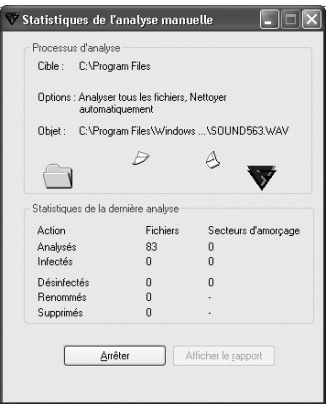 Statistiques de l'analyse manuelle
Processus d'analyse
Cible : C:\Program Files
Options : Analyser tous les fichiers, Nettoyer
automatiquement
Objet : C:\Program Files\Windows ...\SOUND563.WAV
Statistiques de la dernière analyse
Action Fichiers Secteurs d'amorçage
Analysés 83 0
Infectés 0 0
Désinfectés 0 0
Renommés 0 -
Supprimés 0 -
Arrêter Afficher le rapport